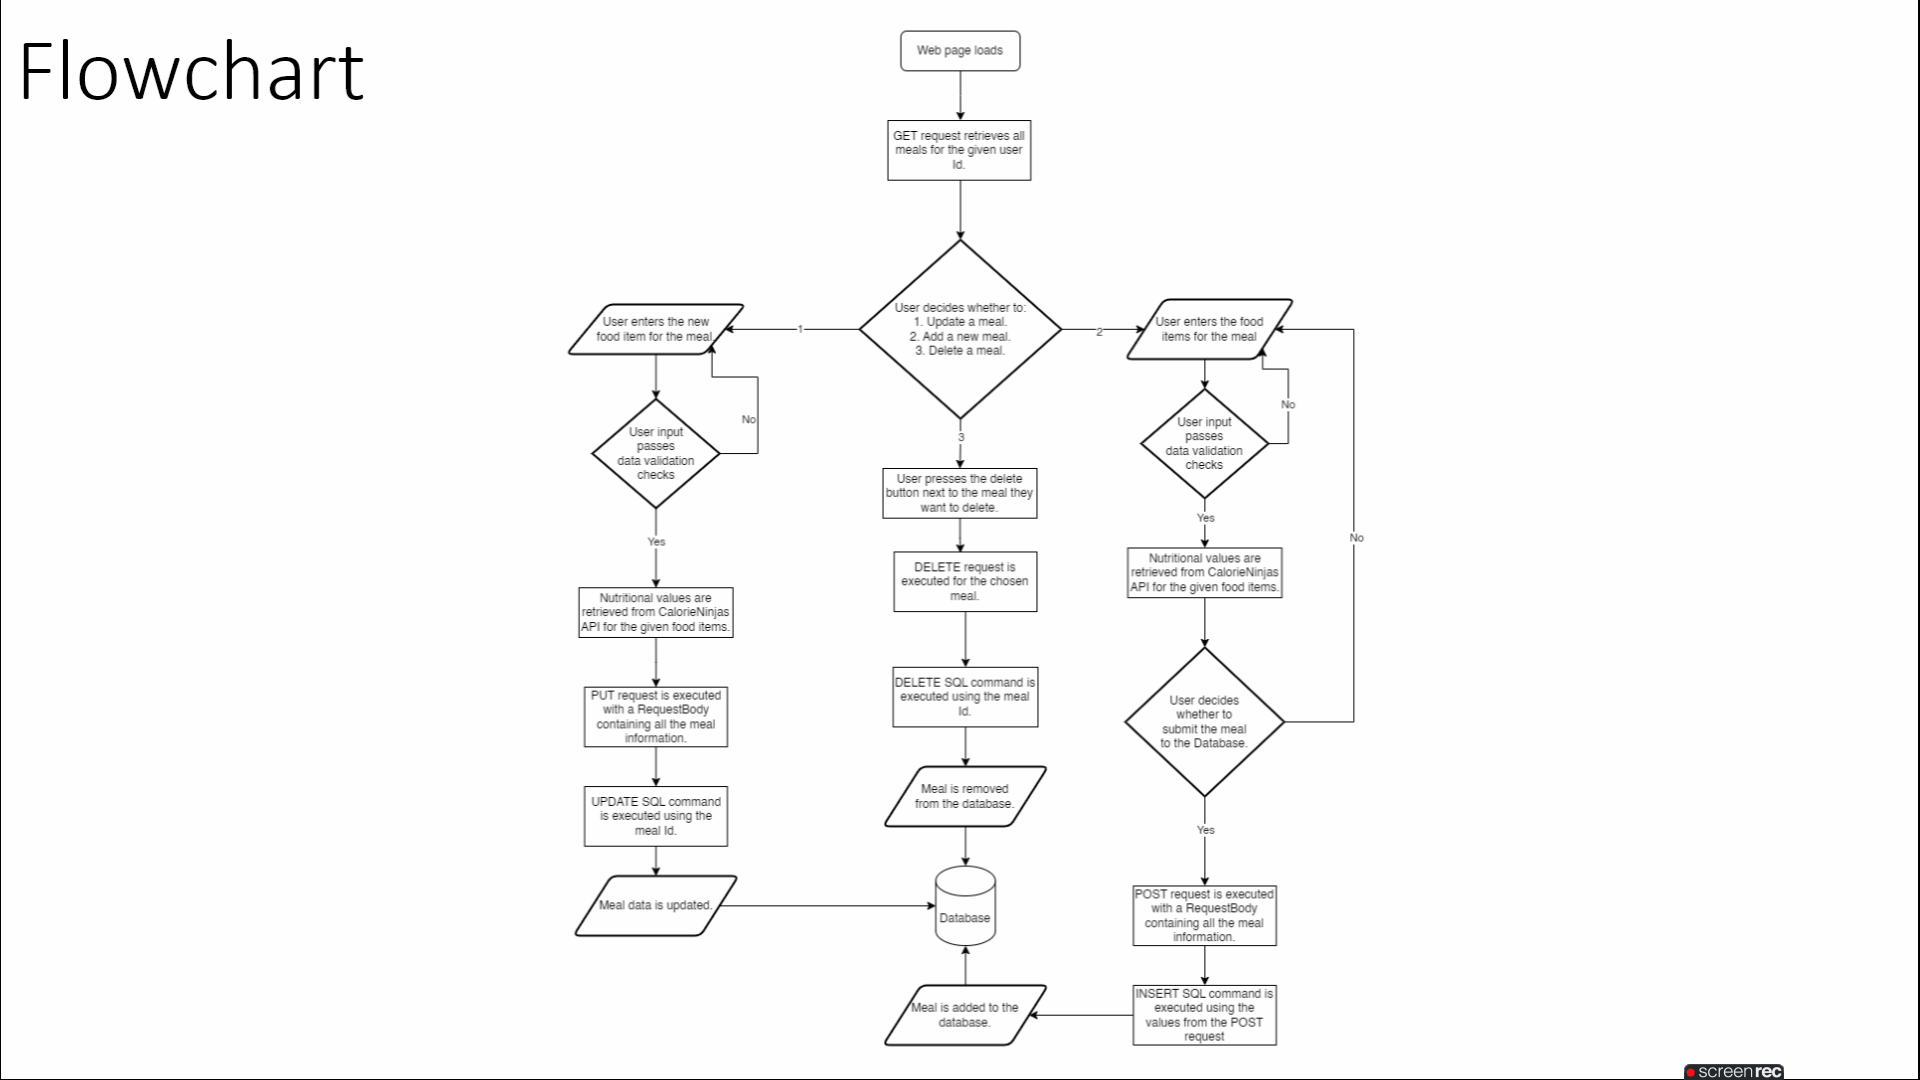 Flowchart
Web page loads
GET request retrieves all
meals for the given user
Id.
User decides whether to:
1. Update a meal.
2. Add a new meal.
3. Delete a meal.
1
2
3
User enters the new
food item for the meal
No
User input
passes
data validation
checks
Yes
Nutritional values are
retrieved from CalorieNinjas
API for the given food items.
PUT request is executed
with a RequestBody
containing all the meal
information.
UPDATE SQL command
is executed using the
meal Id.
Meal data is updated.
User presses the delete
button next to the meal they
want to delete.
DELETE request is
executed for the chosen
meal.
DELETE SQL command is
executed using the meal
Id.
Meal is removed
from the database.
Database
User enters the food
items for the meal
No
User input
passes
data validation
checks
Yes
Nutritional values are
retrieved from CalorieNinjas
API for the given food items.
No
User decides
whether to
submit the meal
to the Database.
Yes
POST request is executed
with a RequestBody
containing all the meal
information.
INSERT SQL command is
executed using the
values from the POST
request
Meal is added to the
database.
screenrec